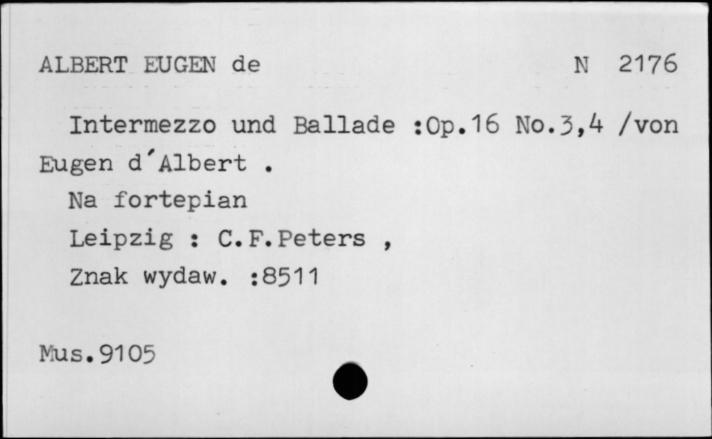 ALBERT EUGEN de N 2176
Intermezzo und Ballade :Op.16 No.3,4 /von
Eugen d´Albert .
Na fortepian
Leipzig : C.F.Peters ,
Znak wydaw. :8511
Mus.9105